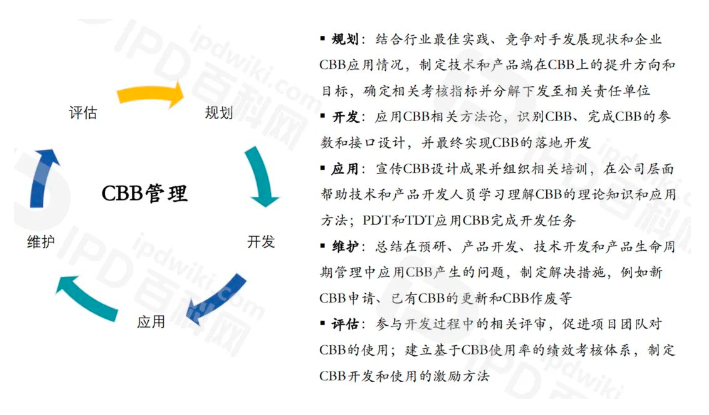 评估
规划
CBB管理
维护
开发
应用
▪ 规划：结合行业最佳实践、竞争对手发展现状和企业
CBB应用情况，制定技术和产品端在CBB上的提升方向和
目标，确定相关考核指标并分解下发至相关责任单位
▪ 开发：应用CBB相关方法论，识别CBB、完成CBB的参
数和接口设计，并最终实现CBB的落地开发
▪ 应用：宣传CBB设计成果并组织相关培训，在公司层面
帮助技术和产品开发人员学习理解CBB的理论知识和应用
方法；PDT和TDT应用CBB完成开发任务
▪ 维护：总结在预研、产品开发、技术开发和产品生命周
期管理中应用CBB产生的问题，制定解决措施，例如新
CBB申请、已有CBB的更新和CBB作废等
▪ 评估：参与开发过程中的相关评审，促进项目团队对
CBB的使用；建立基于CBB使用率的绩效考核体系，制定
CBB开发和使用的激励方法
ipdwiki.com
IPD百科网
ipdwiki.com
IPD百科网